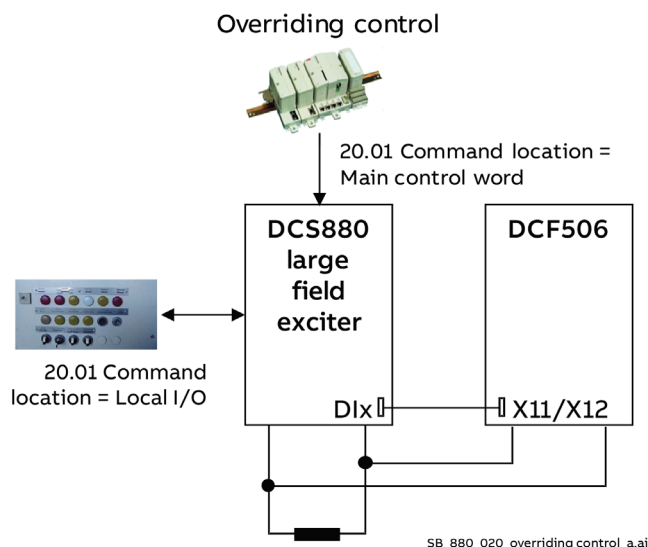 Overriding control
20.01 Command location =
Main control word
DCS880
large
field
exciter
DCF506
20.01 Command
location = Local I/O
DIx
X11/X12
SB_880_020_overriding control_a.ai